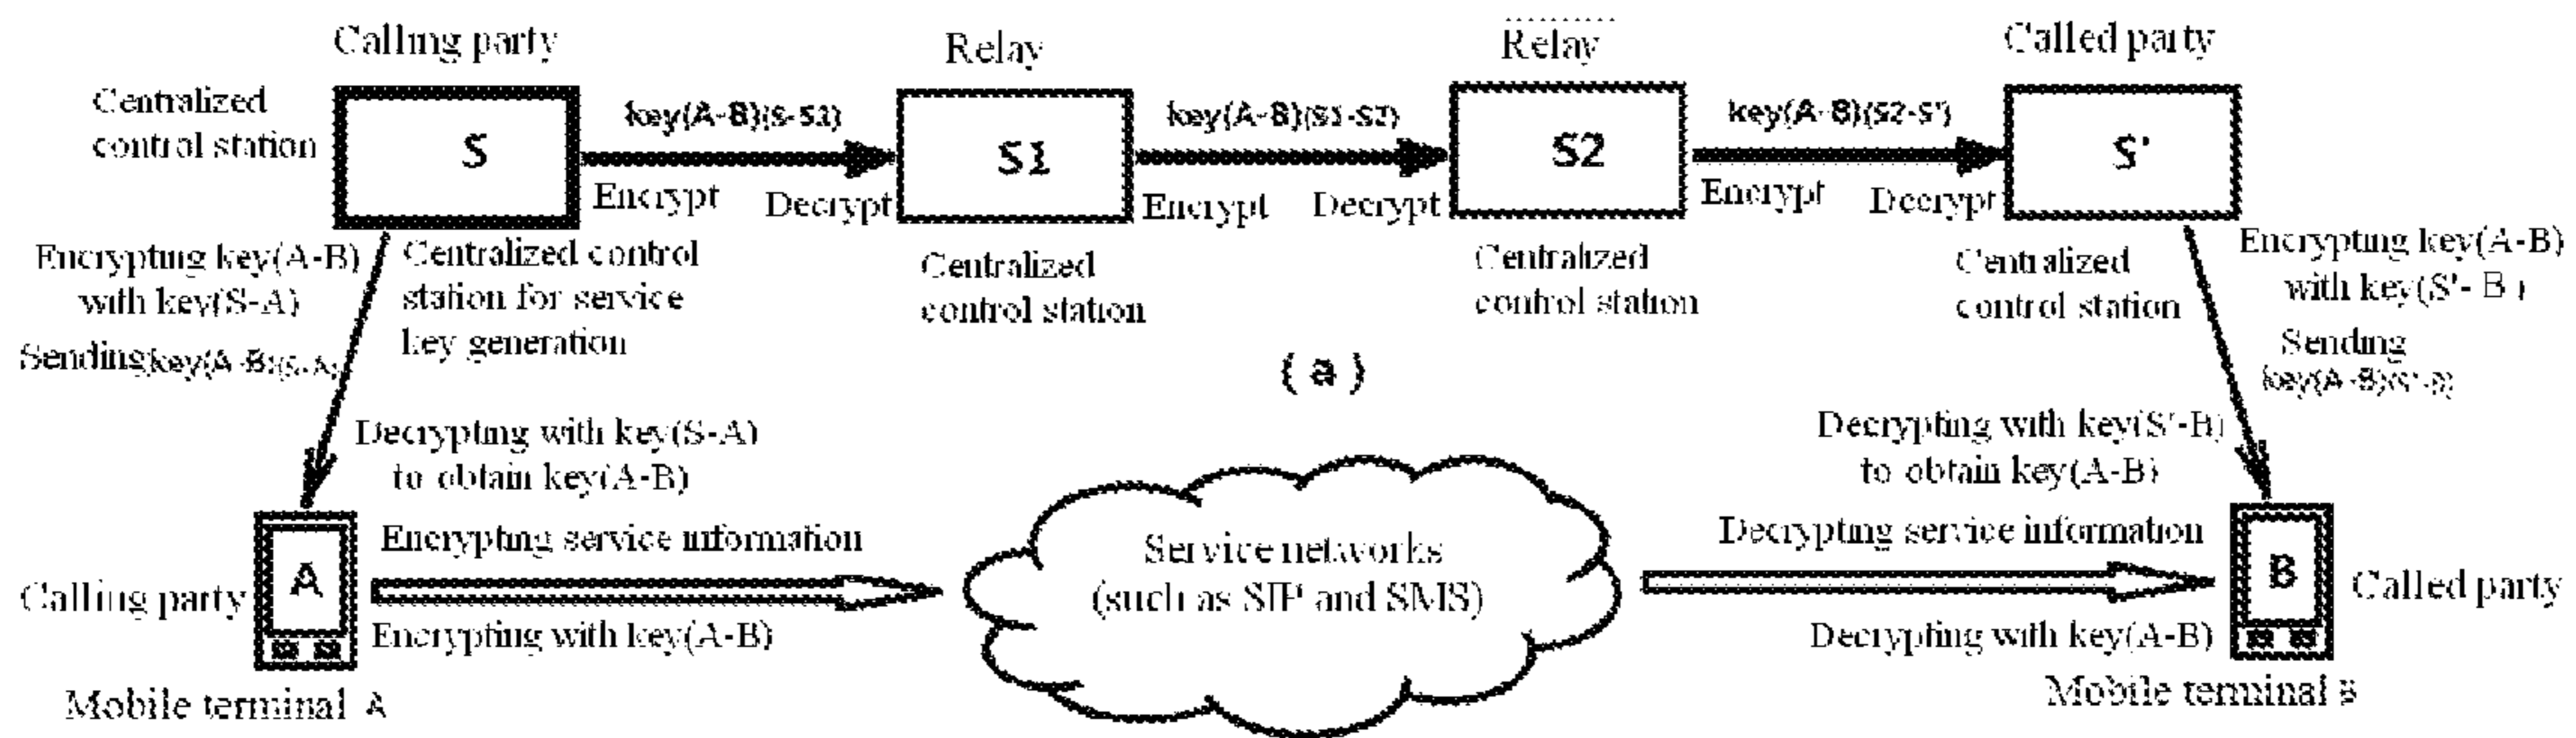 Calling party
Relay
Relay
Called party
Centralized
control station
S
key(A-B)(S-S1)
S1
key(A-B)(S1-S2)
S2
key(A-B)(S2-S')
S'
Encrypt
Decrypt
Encrypt
Decrypt
Encrypt
Decrypt
Encrypting key(A-B)
with key(S-A)
Sending key(A-B)(S-A)
Centralized control
station for service
key generation
Centralized
control station
Centralized
control station
Centralized
control station
Encrypting key(A-B)
with key(S'-B)
Sending
key(A-B)(S'-B)
(a)
Decrypting with key(S-A)
to obtain key(A-B)
Decrypting with key(S'-B)
to obtain key(A-B)
Calling party
A
Encrypting service information
Encrypting with key(A-B)
Service networks
(such as SIP and SMS)
Decrypting service information
Decrypting with key(A-B)
B
Called party
Mobile terminal A
Mobile terminal B